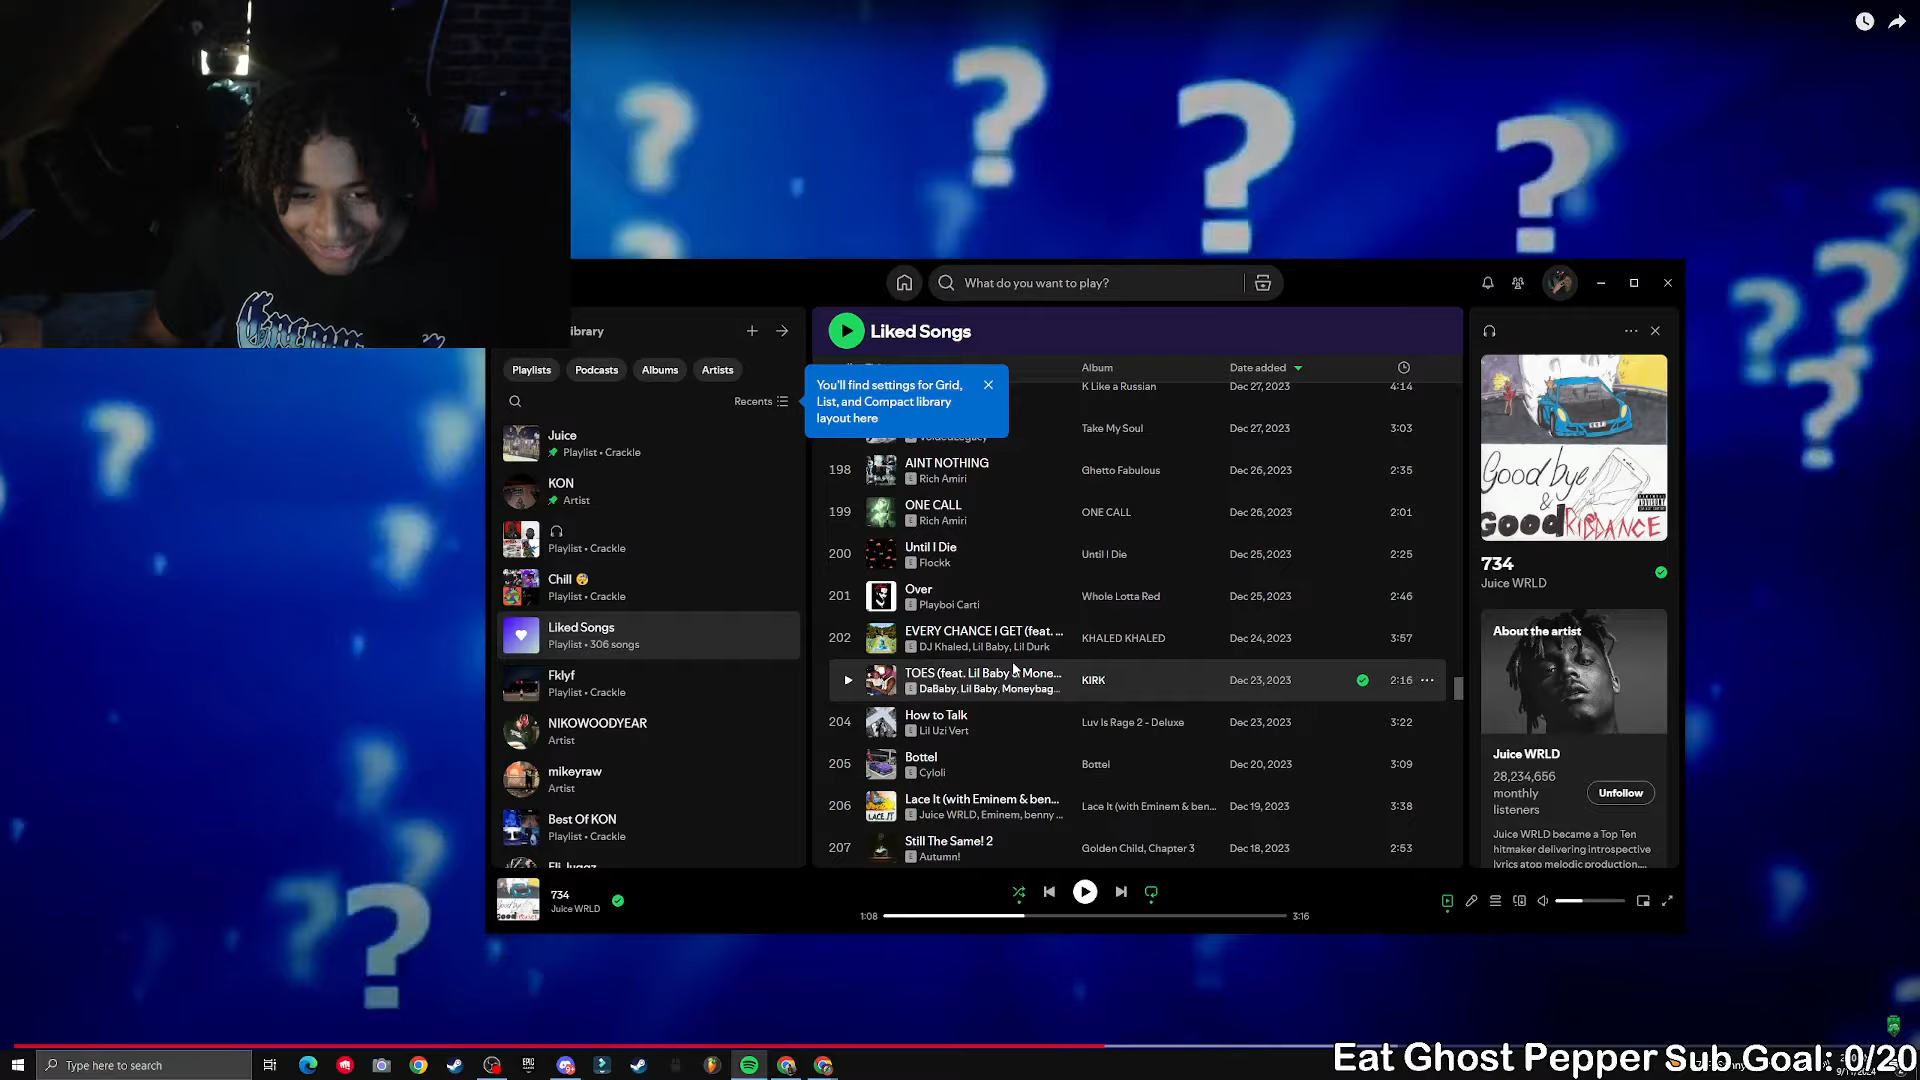 What do you want to play?
Library
Playlists
Podcasts
Albums
Artists
Recents
Juice
Playlist • Crackle
KON
Artist
Playlist • Crackle
Chill
Playlist • Crackle
Liked Songs
Playlist • 306 songs
Fklyf
Playlist • Crackle
NIKOWOODYEAR
Artist
mikeyraw
Artist
Best Of KON
Playlist • Crackle
Liked Songs
Album
Date added
You'll find settings for Grid,
List, and Compact library
layout here
K Like a Russian Dec 27, 2023 4:14
Take My Soul Dec 27, 2023 3:03
198 AINT NOTHING Ghetto Fabulous Dec 26, 2023 2:35
E Rich Amiri
199 ONE CALL ONE CALL Dec 26, 2023 2:01
E Rich Amiri
200 Until I Die Until I Die Dec 25, 2023 2:25
E Flockk
201 Over Whole Lotta Red Dec 25, 2023 2:46
E Playboi Carti
202 EVERY CHANCE I GET (feat. ... KHALED KHALED Dec 24, 2023 3:57
E DJ Khaled, Lil Baby, Lil Durk
TOES (feat. Lil Baby & Mone... KIRK Dec 23, 2023 2:16
E DaBaby, Lil Baby, Moneybag...
204 How to Talk Luv Is Rage 2 - Deluxe Dec 23, 2023 3:22
E Lil Uzi Vert
205 Bottel Bottel Dec 20, 2023 3:09
E Cyloli
206 Lace It (with Eminem & ben... Lace It (with Eminem & ben... Dec 19, 2023 3:38
E Juice WRLD, Eminem, benny ...
207 Still The Same! 2 Golden Child, Chapter 3 Dec 18, 2023 2:53
E Autumn!
Good bye
&
Good RIDDANCE
734
Juice WRLD
About the artist
Juice WRLD
28,234,656
monthly
listeners
Unfollow
Juice WRLD became a Top Ten
hitmaker delivering introspective
lyrics atop melodic production....
734
Juice WRLD
1:08
3:16
Type here to search
Eat Ghost Pepper Sub Goal: 0/20